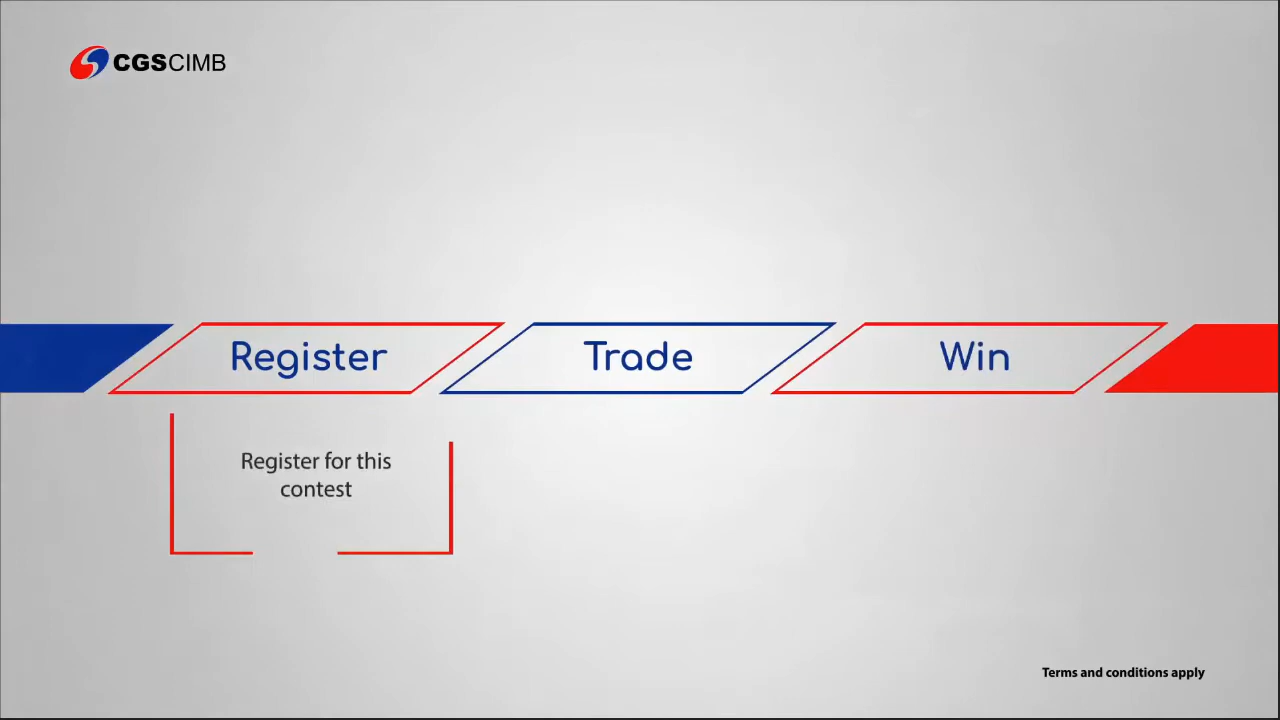 CGSCIMB
Register
Trade
Win
Register for this
contest
Terms and conditions apply